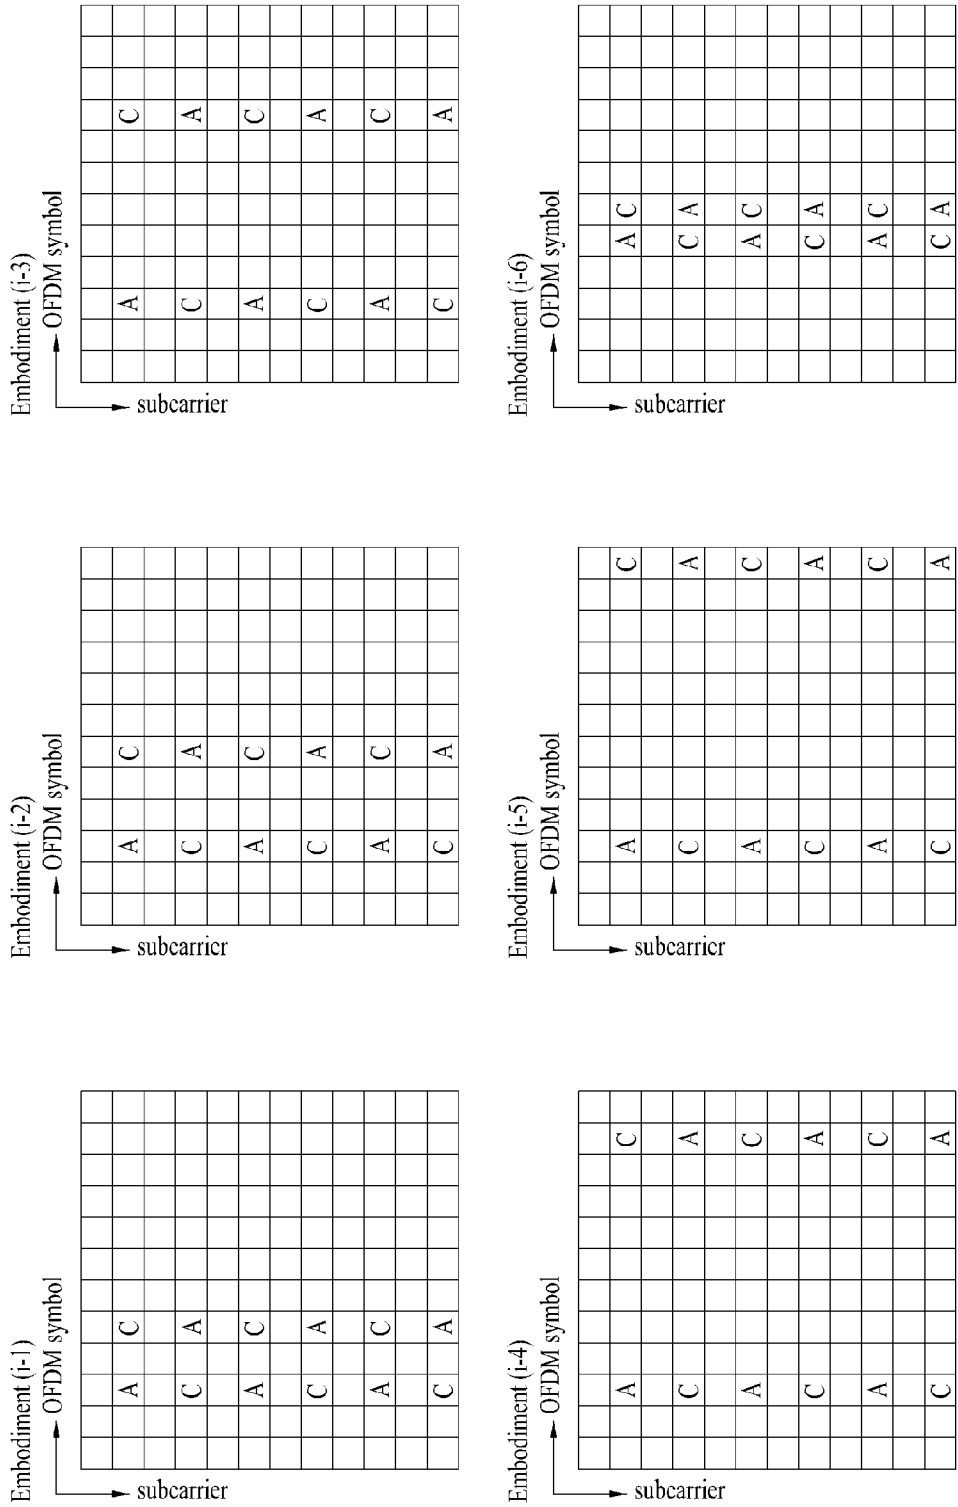 Embodiment (i-1)
OFDM symbol
subcarrier
A C
C A
A C
C A
A C
C A
Embodiment (i-2)
OFDM symbol
subcarrier
A C
C A
A C
C A
A C
C A
Embodiment (i-3)
OFDM symbol
subcarrier
A C
C A
A C
C A
A C
C A
Embodiment (i-4)
OFDM symbol
subcarrier
A C
C A
A C
C A
A C
C A
Embodiment (i-5)
OFDM symbol
subcarrier
A C
C A
A C
C A
A C
C A
Embodiment (i-6)
OFDM symbol
subcarrier
A C
C A
A C
C A
A C
C A